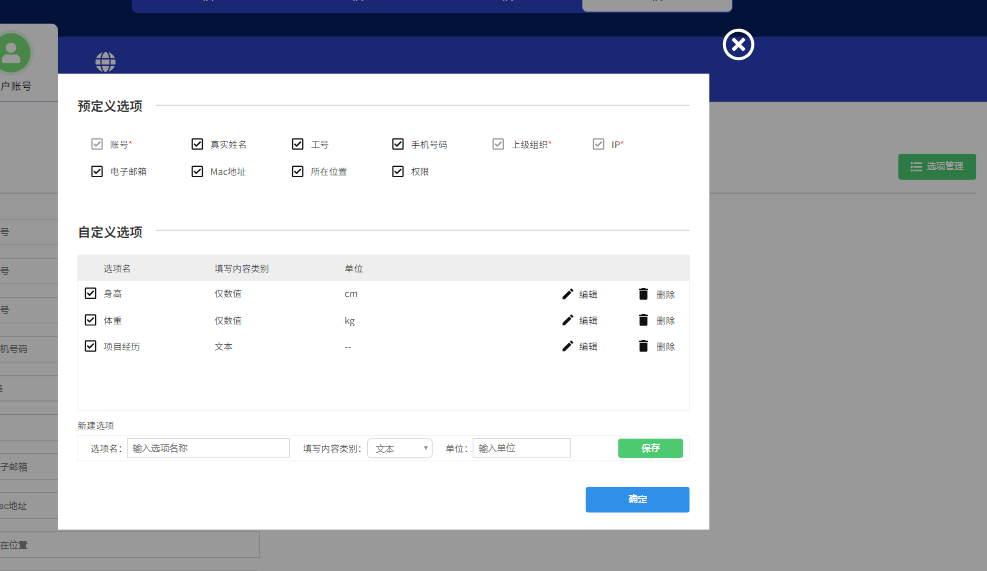 户账号
预定义选项
账号* 真实姓名 工号 手机号码 上级组织* IP*
电子邮箱 Mac地址 所在位置 权限
选项管理
自定义选项
选项名 填写内容类别 单位
身高 仅数值 cm 编辑 删除
体重 仅数值 kg 编辑 删除
项目经历 文本 -- 编辑 删除
新建选项
选项名: 输入选项名称 填写内容类别: 文本 单位: 输入单位 保存
确定
号
号
号
机号码
子邮箱
ac地址
在位置